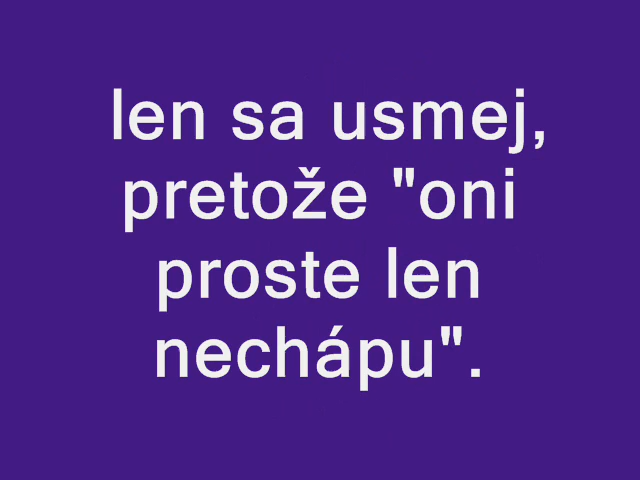 len sa usmej,
pretože "oni
proste len
nechápu".